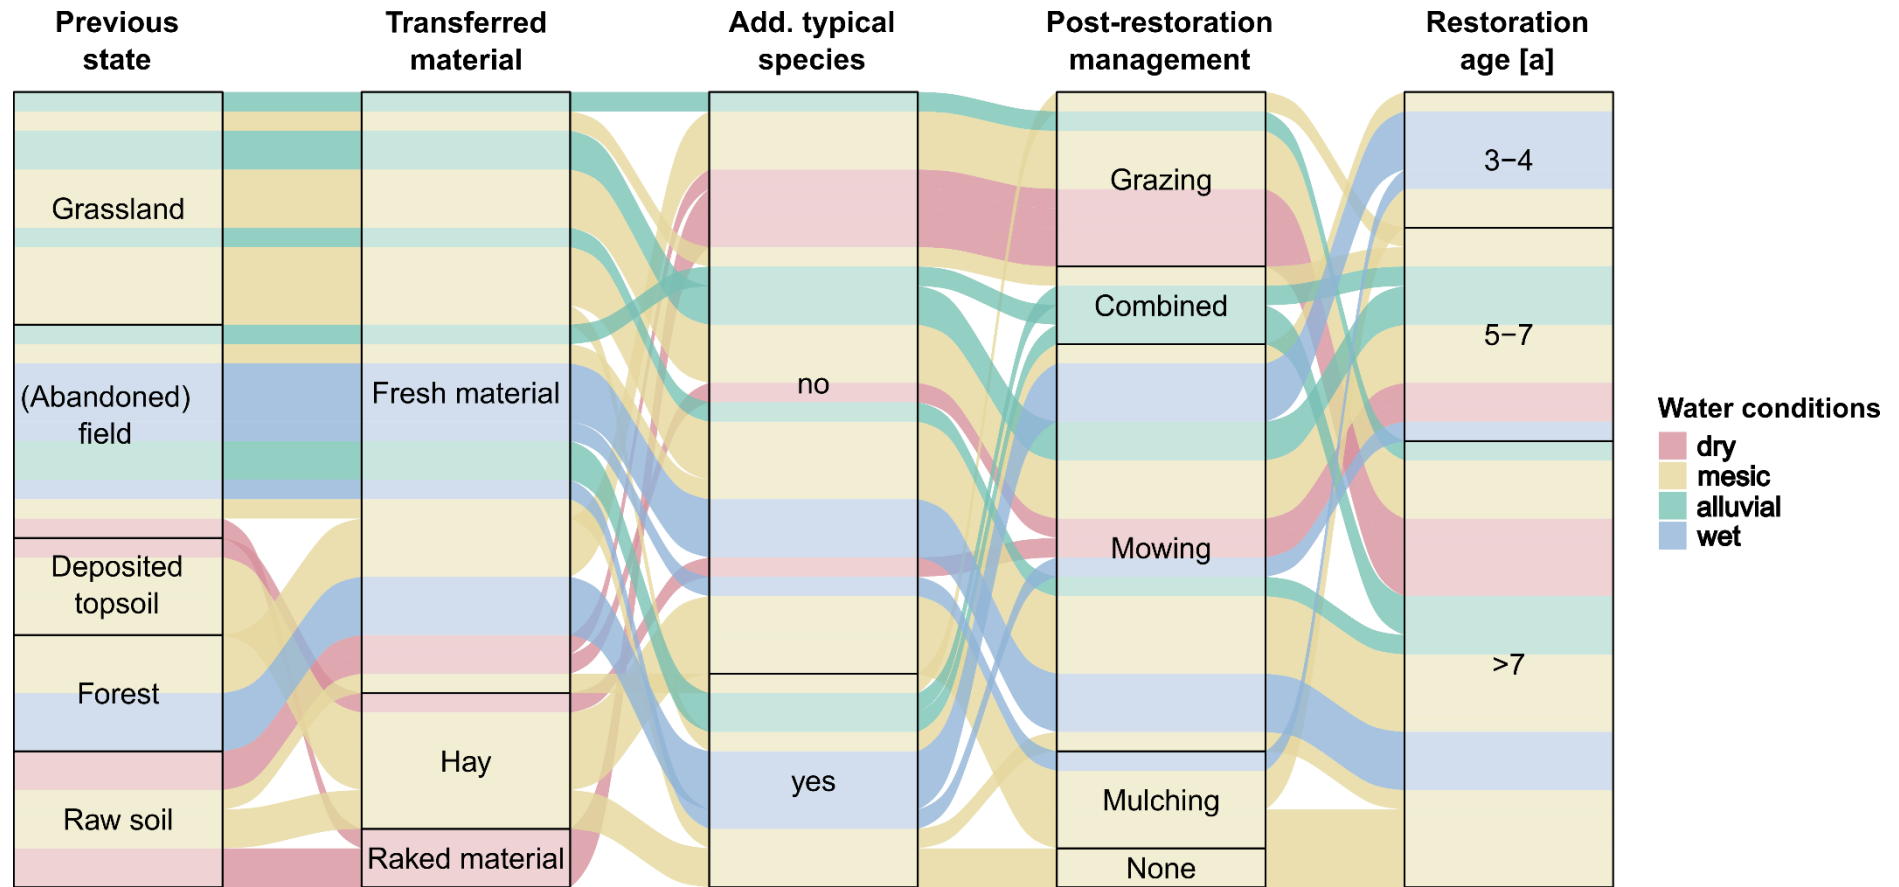 Previous
state
Transferred
material
Add. typical
species
Post-restoration
management
Restoration
age [a]
Grassland
(Abandoned)
field
Deposited
topsoil
Forest
Raw soil
Fresh material
Hay
Raked material
no
yes
Grazing
Combined
Mowing
Mulching
None
3−4
5−7
>7
Water conditions
dry
mesic
alluvial
wet